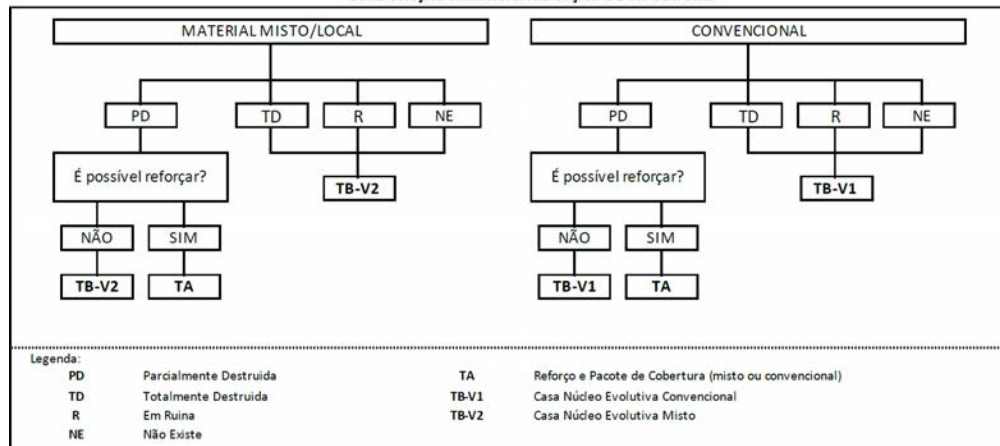 MATERIAL MISTO/LOCAL
CONVENCIONAL
PD TD R NE
PD TD R NE
É possível reforçar?
TB-V2
É possível reforçar?
TB-V1
NÃO SIM
NÃO SIM
TB-V2 TA
TB-V1 TA
Legenda:
PD Parcialmente Destruida TA Reforço e Pacote de Cobertura (misto ou convencional)
TD Totalmente Destruida TB-V1 Casa Núcleo Evolutiva Convencional
R Em Ruina TB-V2 Casa Núcleo Evolutiva Misto
NE Não Existe